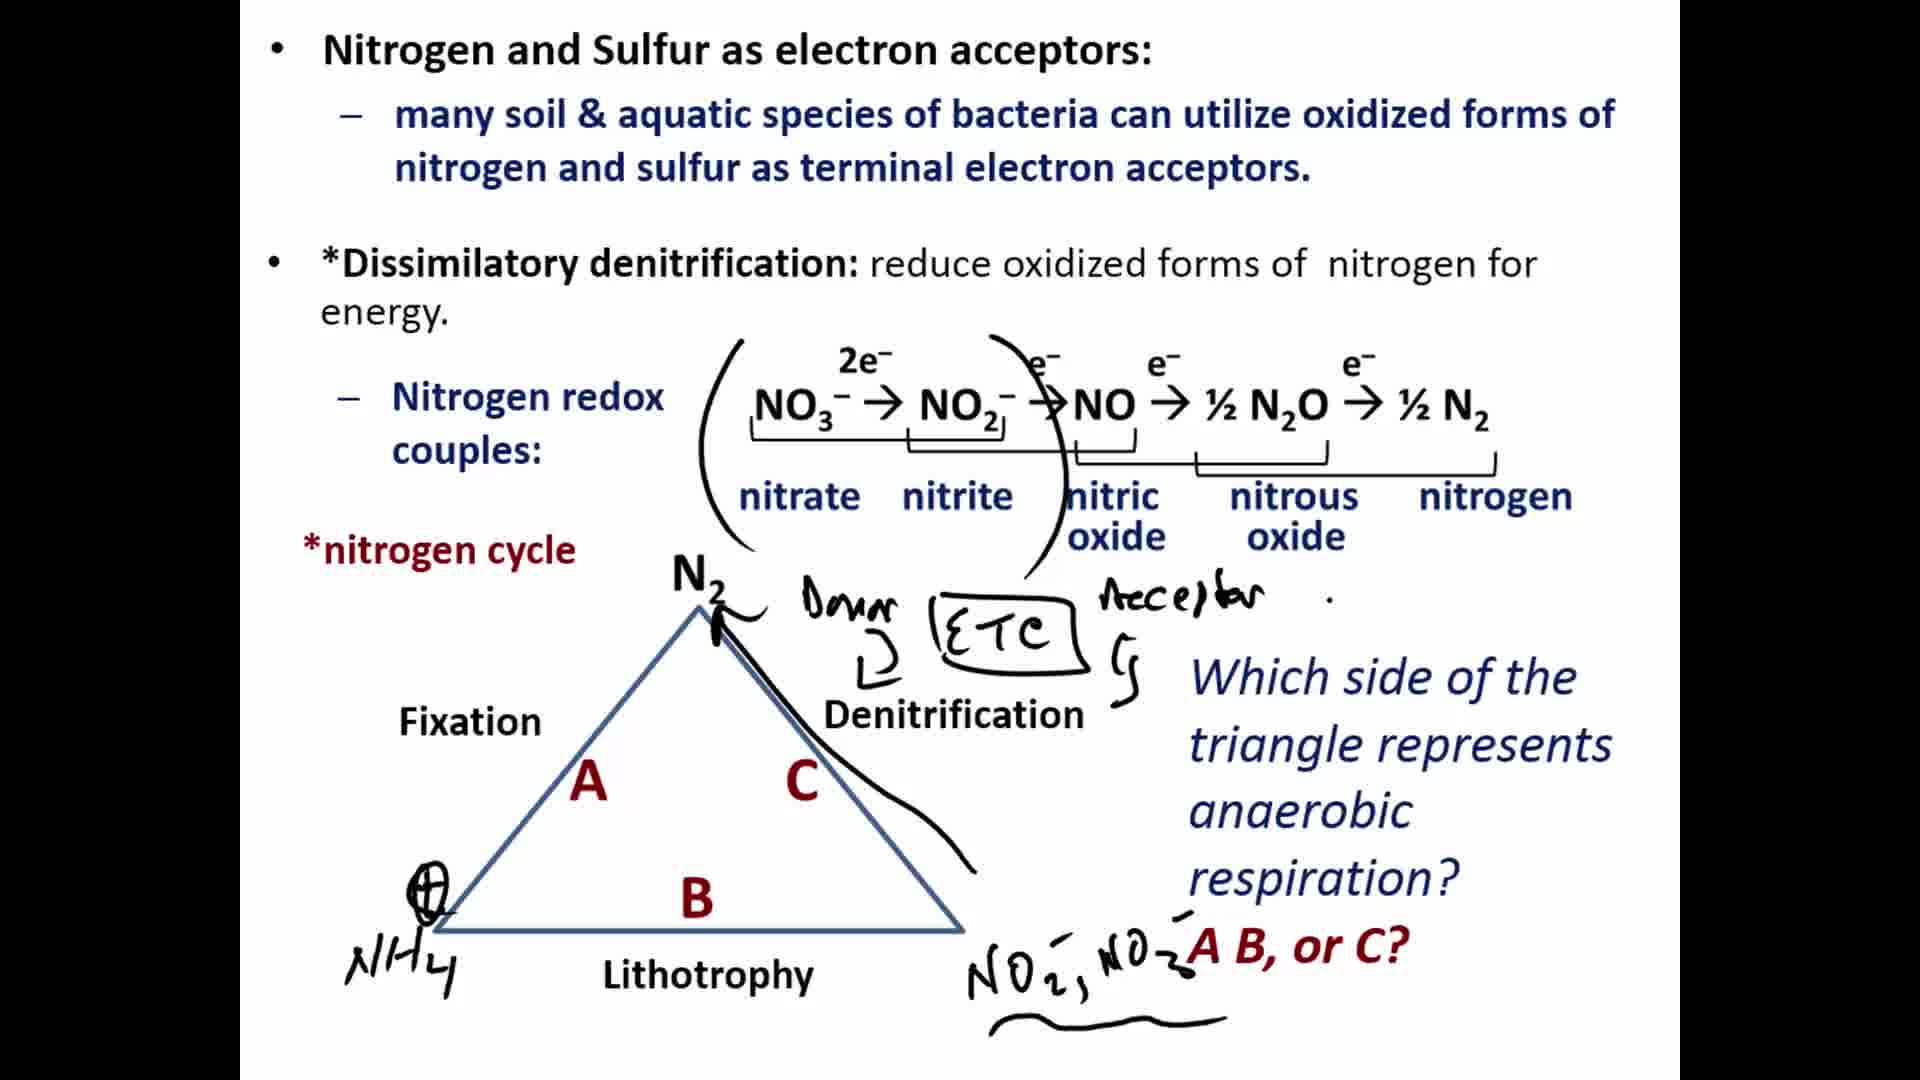 • Nitrogen and Sulfur as electron acceptors:
– many soil & aquatic species of bacteria can utilize oxidized forms of
nitrogen and sulfur as terminal electron acceptors.
• *Dissimilatory denitrification: reduce oxidized forms of nitrogen for
energy.
2e⁻ e⁻ e⁻ e⁻
– Nitrogen redox
couples:
NO₃⁻ → NO₂⁻ → NO → ½ N₂O → ½ N₂
nitrate nitrite nitric nitrous nitrogen
oxide oxide
*nitrogen cycle
N₂
Donor ETC Acceptor
Fixation
Denitrification
Which side of the
triangle represents
anaerobic
respiration?
A B, or C?
A
C
B
NH₄ ⊕
Lithotrophy
NO₂⁻, NO₃⁻